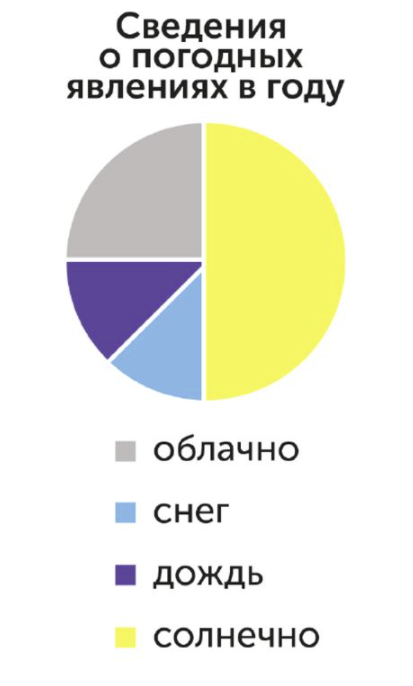 Сведения
о погодных
явлениях в году
облачно
снег
дождь
солнечно